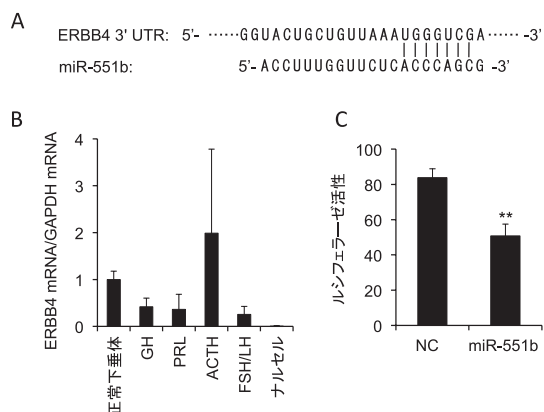 A
ERBB4 3' UTR: 5'- ……GGUACUGCUGUUAAAUGGGUCGA…… -3'
miR-551b: 5'- ACCUUUGGUUCUCACCCAGCG -3'
B
ERBB4 mRNA/GAPDH mRNA
4
3
2
1
0
正常下垂体
GH
PRL
ACTH
FSH/LH
ナルセル
C
ルシフェラーゼ活性
100
80
60
40
20
0
**
NC
miR-551b